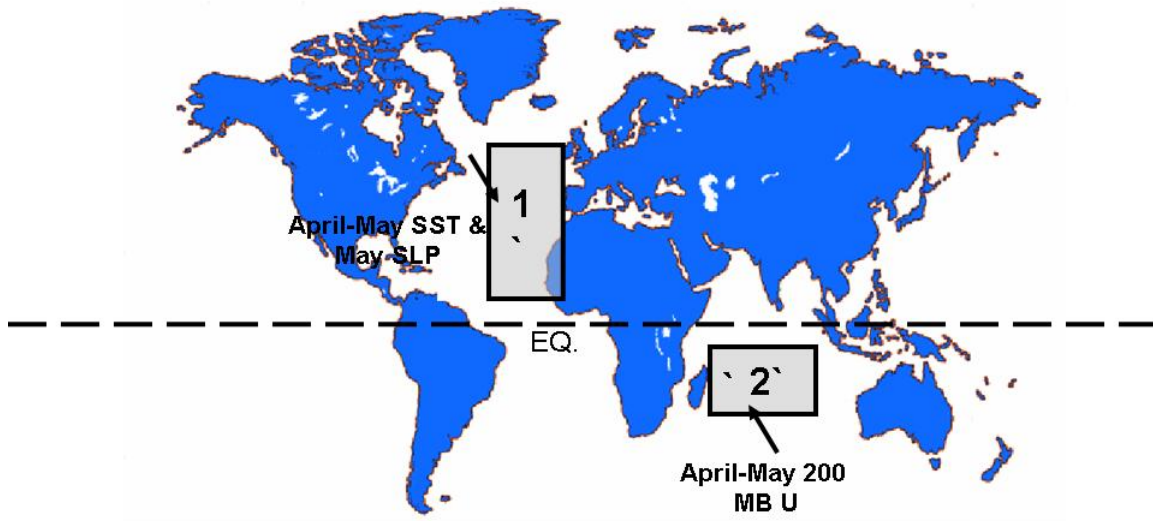 1
`
April-May SST &
May SLP
EQ.
` 2`
April-May 200
MB U